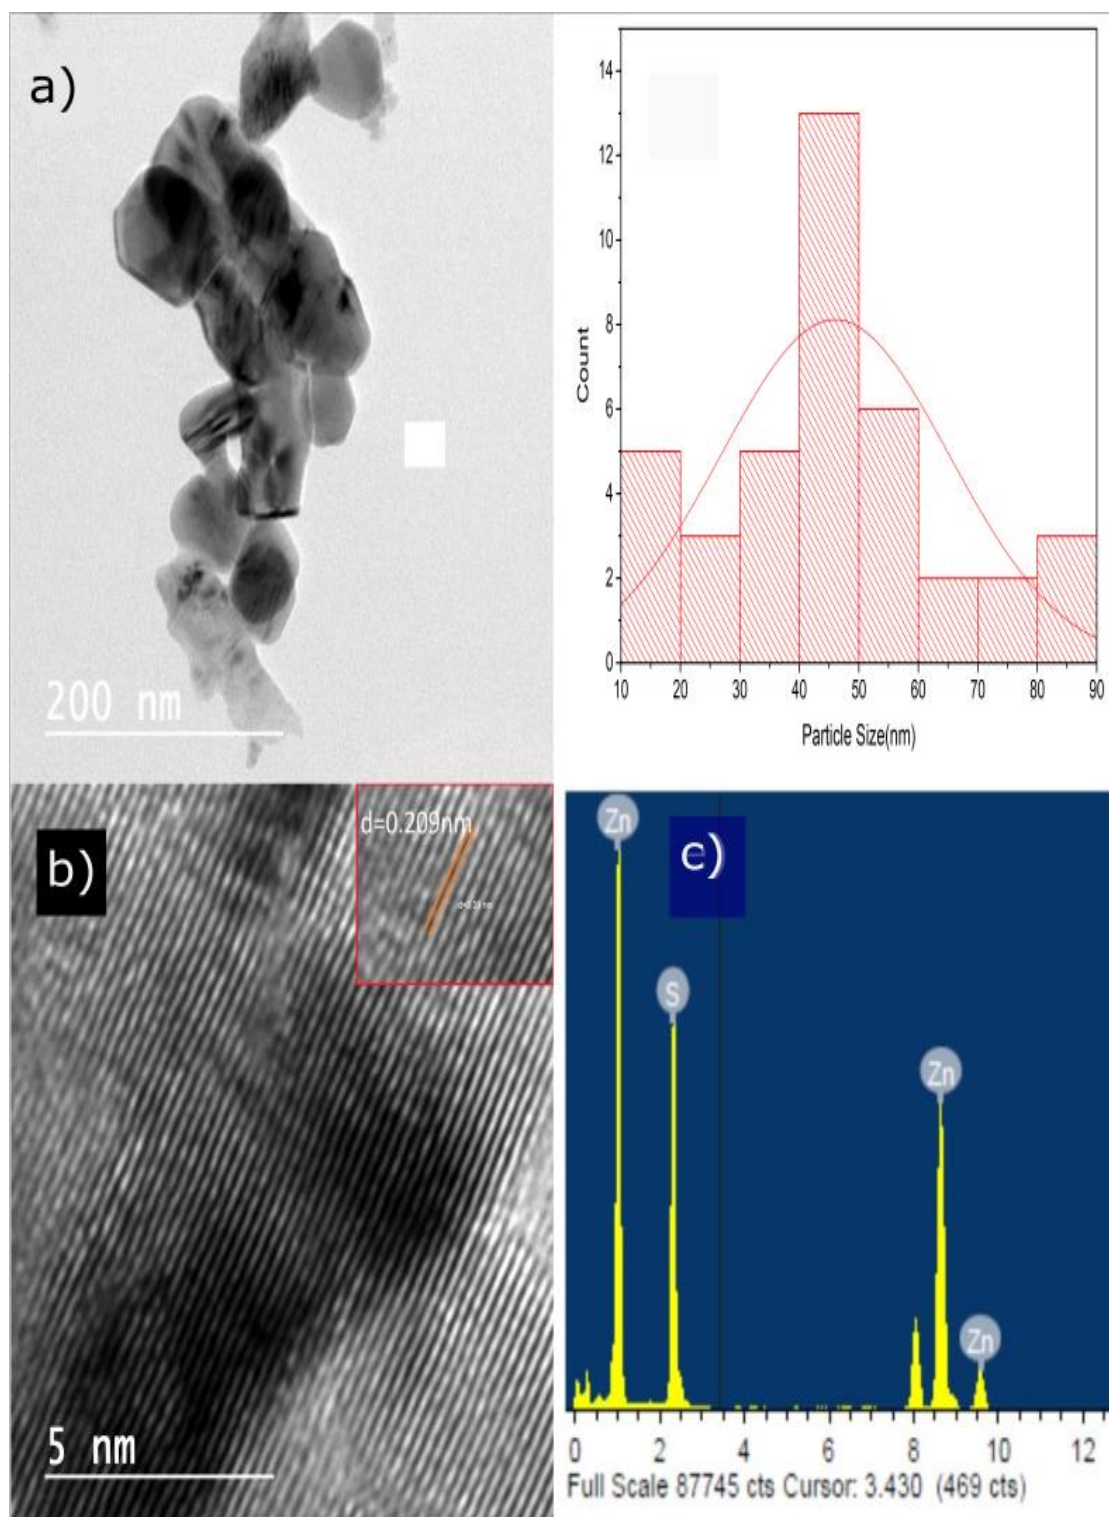 a)
200 nm
14
12
10
8
6
4
2
0
Count
10 20 30 40 50 60 70 80 90
Particle Size(nm)
b)
d=0.209nm
5 nm
c)
Zn
S
Zn
Zn
0 2 4 6 8 10 12
Full Scale 87745 cts Cursor: 3.430 (469 cts)